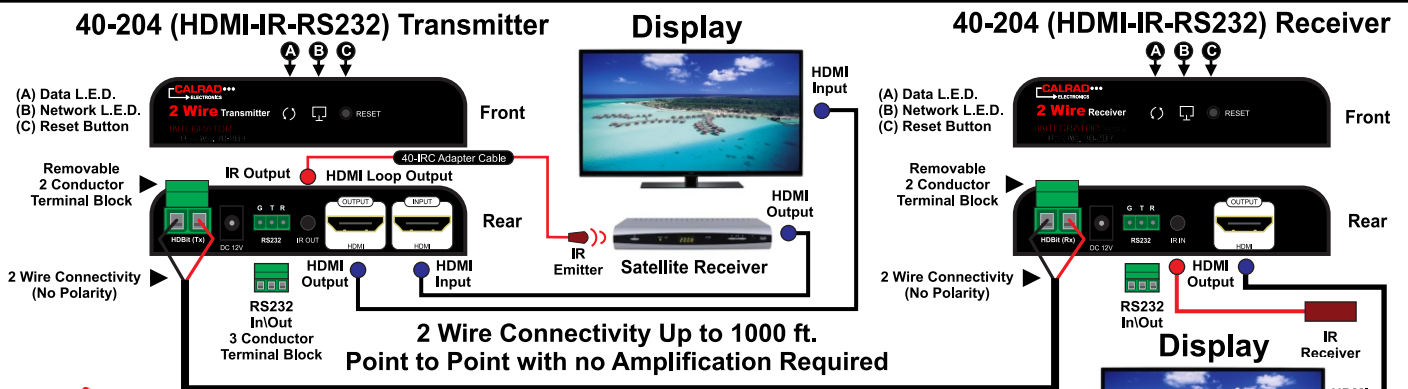 40-204 (HDMI-IR-RS232) Transmitter
A B C
(A) Data L.E.D.
(B) Network L.E.D.
(C) Reset Button
CALRAD
ELECTRONICS
2 Wire Transmitter
RESET
Front
Removable
2 Conductor
Terminal Block
IR Output
40-IRC Adapter Cable
HDMI Loop Output
OUTPUT
INPUT
G T R
HDBit (Tx)
DC 12V
RS232
IR OUT
HDMI
HDMI
Rear
2 Wire Connectivity
(No Polarity)
RS232
In\Out
3 Conductor
Terminal Block
HDMI
Output
HDMI
Input
Display
HDMI
Input
HDMI
Output
IR
Emitter
Satellite Receiver
2 Wire Connectivity Up to 1000 ft.
Point to Point with no Amplification Required
40-204 (HDMI-IR-RS232) Receiver
A B C
(A) Data L.E.D.
(B) Network L.E.D.
(C) Reset Button
CALRAD
ELECTRONICS
2 Wire Receiver
RESET
Front
Removable
2 Conductor
Terminal Block
OUTPUT
G T R
HDBit (Rx)
DC 12V
RS232
IR IN
HDMI
Rear
2 Wire Connectivity
(No Polarity)
RS232
In\Out
HDMI
Output
IR
Receiver
Display